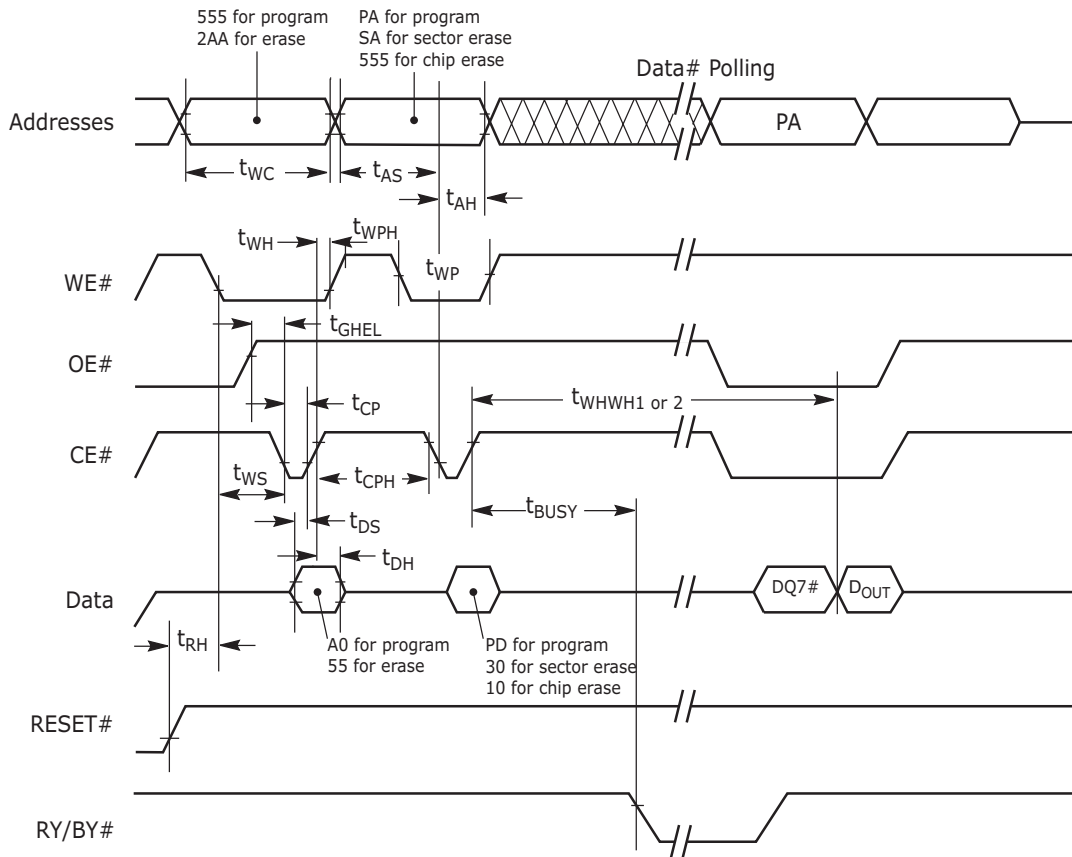 555 for program
2AA for erase
PA for program
SA for sector erase
555 for chip erase
Data# Polling
Addresses
PA
tWC
tAS
tAH
tWH
tWPH
tWP
WE#
tGHEL
OE#
tCP
tWHWH1 or 2
CE#
tWS
tCPH
tBUSY
tDS
tDH
Data
DQ7#
DOUT
tRH
A0 for program
55 for erase
PD for program
30 for sector erase
10 for chip erase
RESET#
RY/BY#